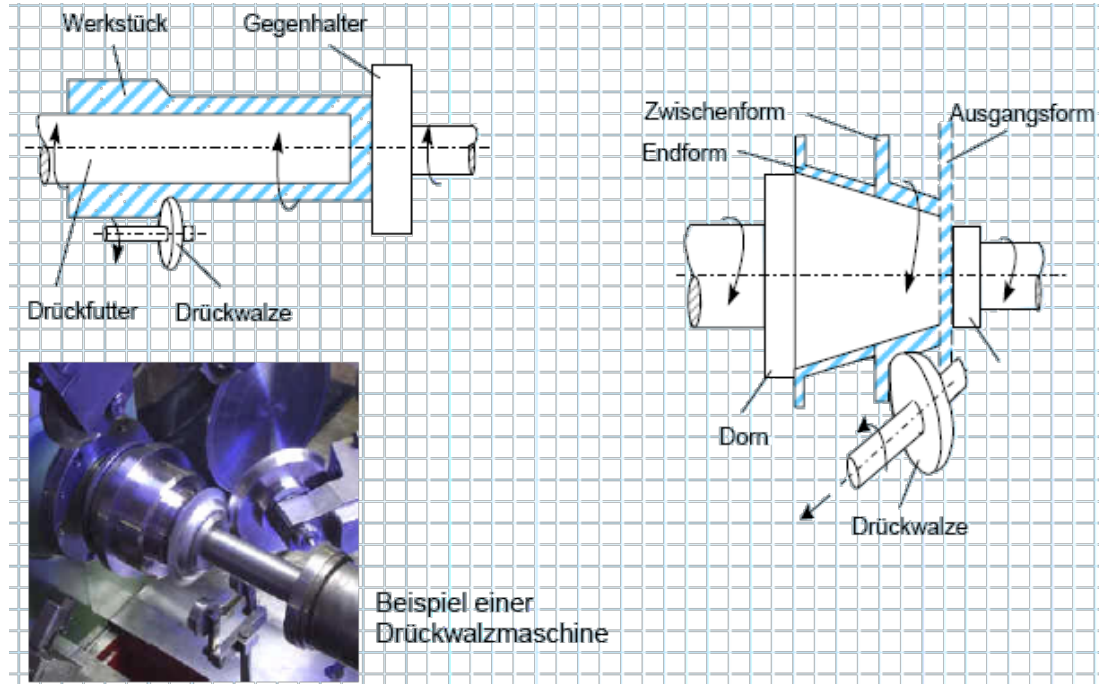 Werkstück
Gegenhalter
Drückfutter
Drückwalze
Zwischenform
Ausgangsform
Endform
Dorn
Drückwalze
Beispiel einer
Drückwalzmaschine